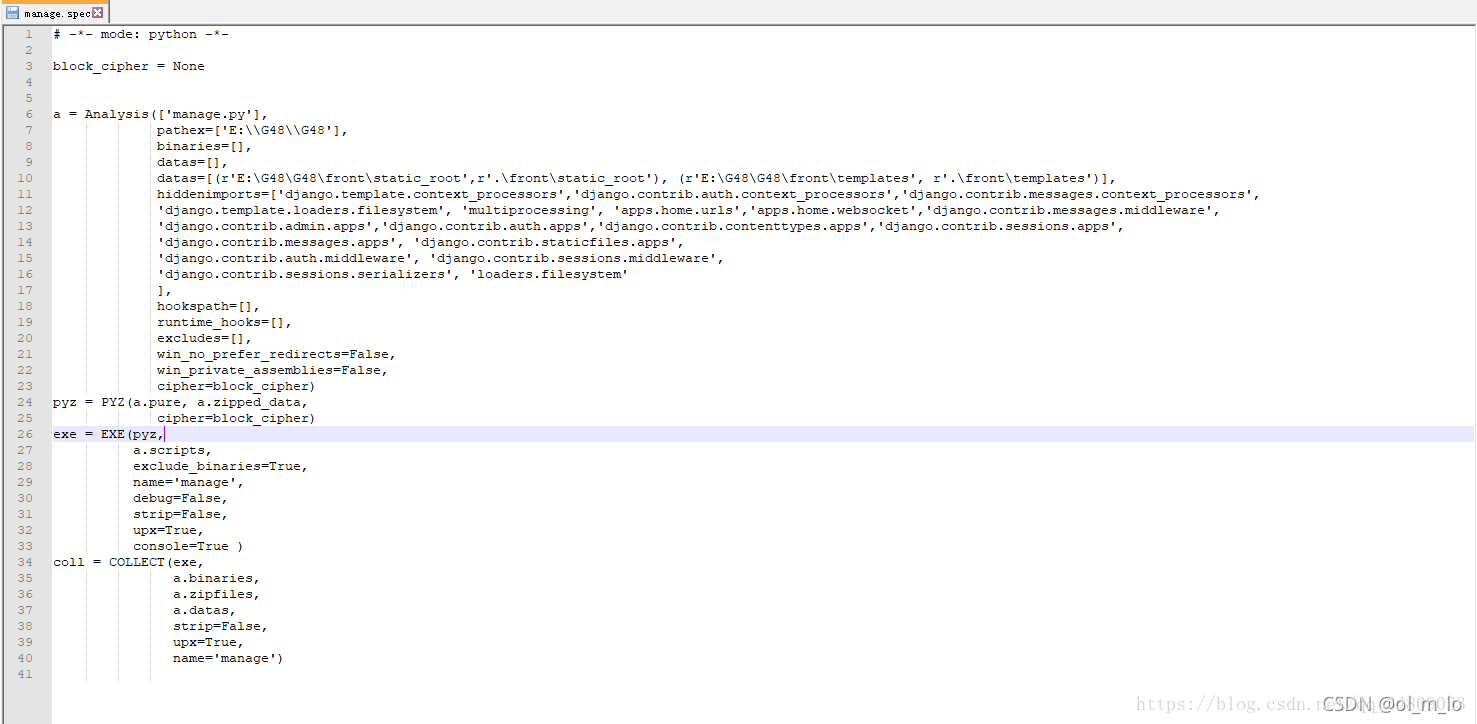 manage.spec
1 # -*- mode: python -*-
2
3 block_cipher = None
4
5
6 a = Analysis(['manage.py'],
7 pathex=['E:\\G48\\G48'],
8 binaries=[],
9 datas=[],
10 datas=[(r'E:\G48\G48\front\static_root',r'.\front\static_root'), (r'E:\G48\G48\front\templates', r'.\front\templates')],
11 hiddenimports=['django.template.context_processors','django.contrib.auth.context_processors','django.contrib.messages.context_processors',
12 'django.template.loaders.filesystem', 'multiprocessing', 'apps.home.urls','apps.home.websocket','django.contrib.messages.middleware',
13 'django.contrib.admin.apps','django.contrib.auth.apps','django.contrib.contenttypes.apps','django.contrib.sessions.apps',
14 'django.contrib.messages.apps', 'django.contrib.staticfiles.apps',
15 'django.contrib.auth.middleware', 'django.contrib.sessions.middleware',
16 'django.contrib.sessions.serializers', 'loaders.filesystem'
17 ],
18 hookspath=[],
19 runtime_hooks=[],
20 excludes=[],
21 win_no_prefer_redirects=False,
22 win_private_assemblies=False,
23 cipher=block_cipher)
24 pyz = PYZ(a.pure, a.zipped_data,
25 cipher=block_cipher)
26 exe = EXE(pyz,
27 a.scripts,
28 exclude_binaries=True,
29 name='manage',
30 debug=False,
31 strip=False,
32 upx=True,
33 console=True )
34 coll = COLLECT(exe,
35 a.binaries,
36 a.zipfiles,
37 a.datas,
38 strip=False,
39 upx=True,
40 name='manage')
41
CSDN @ol_m_lo